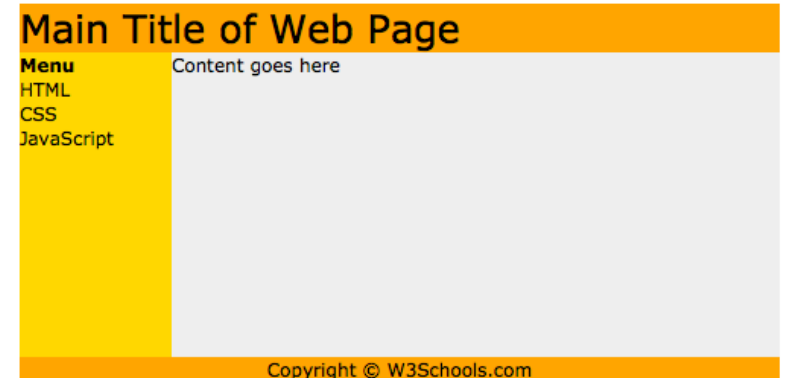 Main Title of Web Page
Menu
HTML
CSS
JavaScript
Content goes here
Copyright © W3Schools.com